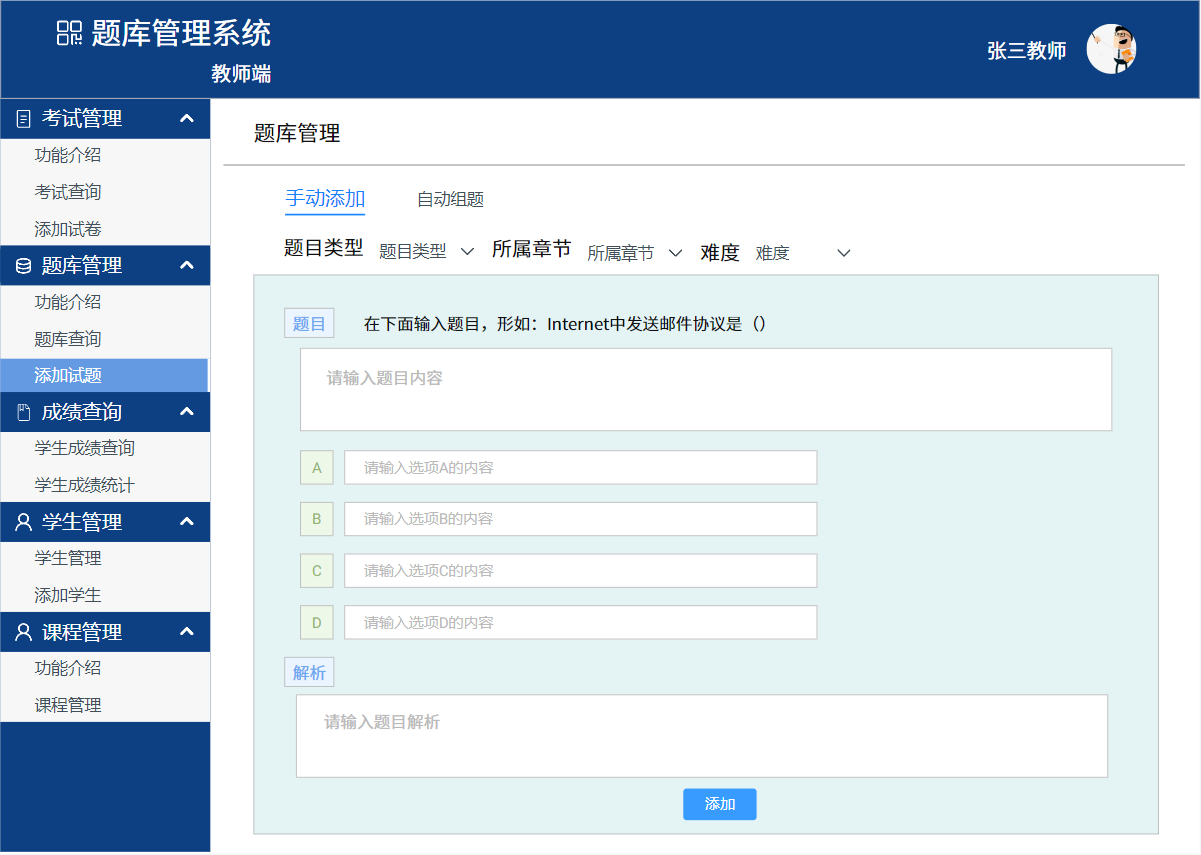 题库管理系统
教师端
张三教师
考试管理
功能介绍
考试查询
添加试卷
题库管理
功能介绍
题库查询
添加试题
成绩查询
学生成绩查询
学生成绩统计
学生管理
学生管理
添加学生
课程管理
功能介绍
课程管理
题库管理
手动添加 自动组题
题目类型 题目类型 所属章节 所属章节 难度 难度
题目 在下面输入题目，形如：Internet中发送邮件协议是（）
请输入题目内容
A 请输入选项A的内容
B 请输入选项B的内容
C 请输入选项C的内容
D 请输入选项D的内容
解析
请输入题目解析
添加